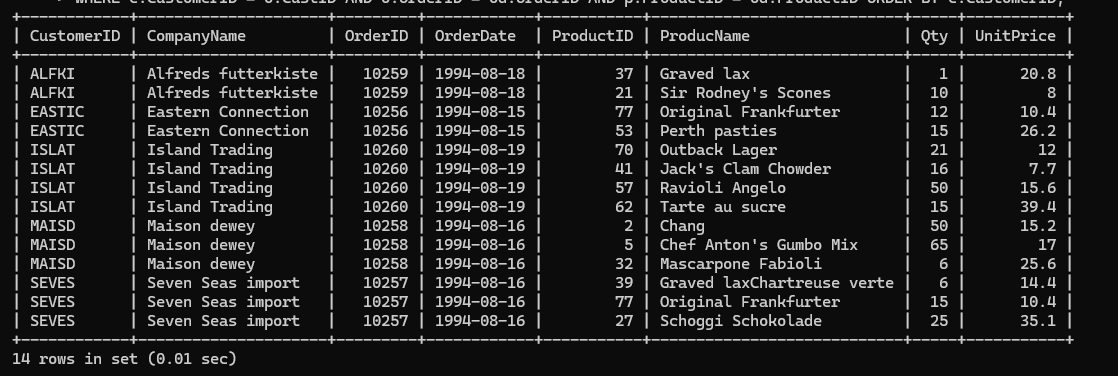 WHERE c.CustomerID = o.CustID AND o.OrderID = od.OrderID AND p.ProductID = od.ProductID ORDER BY c.CustomerID;
+------------+---------------------+---------+------------+-----------+--------------------------+-----+-----------+
| CustomerID | CompanyName         | OrderID | OrderDate  | ProductID | ProducName               | Qty | UnitPrice |
+------------+---------------------+---------+------------+-----------+--------------------------+-----+-----------+
| ALFKI      | Alfreds futterkiste |   10259 | 1994-08-18 |        37 | Graved lax               |   1 |      20.8 |
| ALFKI      | Alfreds futterkiste |   10259 | 1994-08-18 |        21 | Sir Rodney's Scones      |  10 |         8 |
| EASTIC     | Eastern Connection  |   10256 | 1994-08-15 |        77 | Original Frankfurter     |  12 |      10.4 |
| EASTIC     | Eastern Connection  |   10256 | 1994-08-15 |        53 | Perth pasties            |  15 |      26.2 |
| ISLAT      | Island Trading      |   10260 | 1994-08-19 |        70 | Outback Lager            |  21 |        12 |
| ISLAT      | Island Trading      |   10260 | 1994-08-19 |        41 | Jack's Clam Chowder      |  16 |       7.7 |
| ISLAT      | Island Trading      |   10260 | 1994-08-19 |        57 | Ravioli Angelo           |  50 |      15.6 |
| ISLAT      | Island Trading      |   10260 | 1994-08-19 |        62 | Tarte au sucre           |  15 |      39.4 |
| MAISD      | Maison dewey        |   10258 | 1994-08-16 |         2 | Chang                    |  50 |      15.2 |
| MAISD      | Maison dewey        |   10258 | 1994-08-16 |         5 | Chef Anton's Gumbo Mix   |  65 |        17 |
| MAISD      | Maison dewey        |   10258 | 1994-08-16 |        32 | Mascarpone Fabioli       |   6 |      25.6 |
| SEVES      | Seven Seas import   |   10257 | 1994-08-16 |        39 | Graved laxChartreuse verte |   6 |      14.4 |
| SEVES      | Seven Seas import   |   10257 | 1994-08-16 |        77 | Original Frankfurter     |  15 |      10.4 |
| SEVES      | Seven Seas import   |   10257 | 1994-08-16 |        27 | Schoggi Schokolade       |  25 |      35.1 |
+------------+---------------------+---------+------------+-----------+--------------------------+-----+-----------+
14 rows in set (0.01 sec)